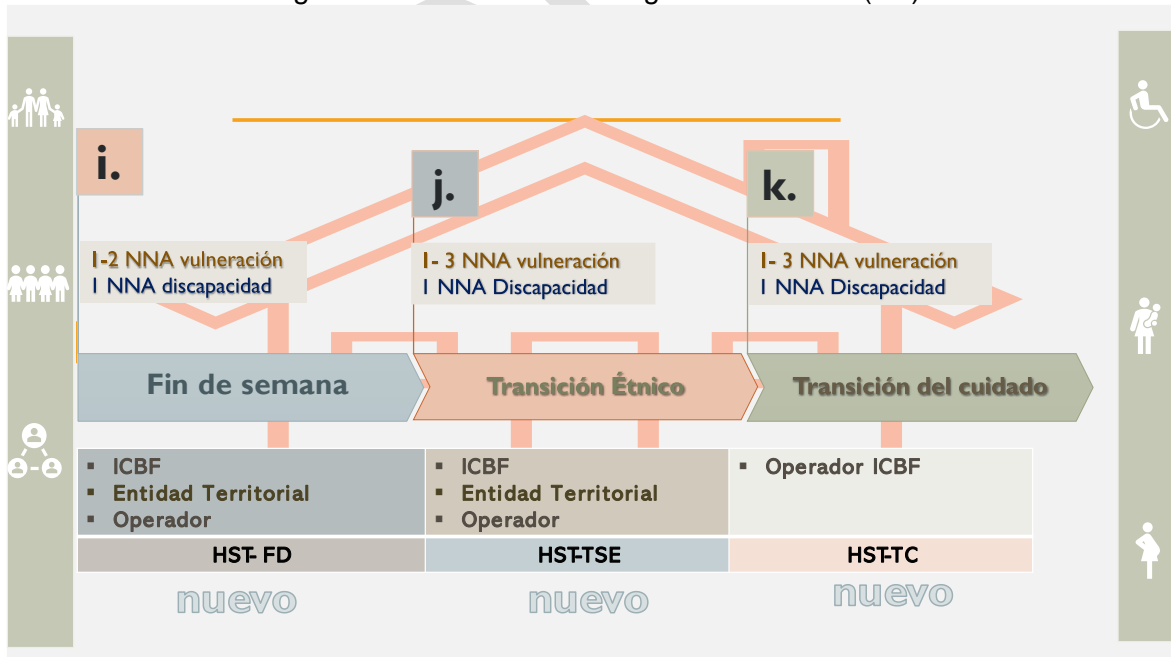 i.
1-2 NNA vulneración
1 NNA discapacidad
j.
1- 3 NNA vulneración
1 NNA Discapacidad
k.
1- 3 NNA vulneración
1 NNA Discapacidad
Fin de semana
Transición Étnico
Transición del cuidado
▪ ICBF
▪ Entidad Territorial
▪ Operador
▪ ICBF
▪ Entidad Territorial
▪ Operador
▪ Operador ICBF
HST- FD
HST-TSE
HST-TC
nuevo
nuevo
nuevo